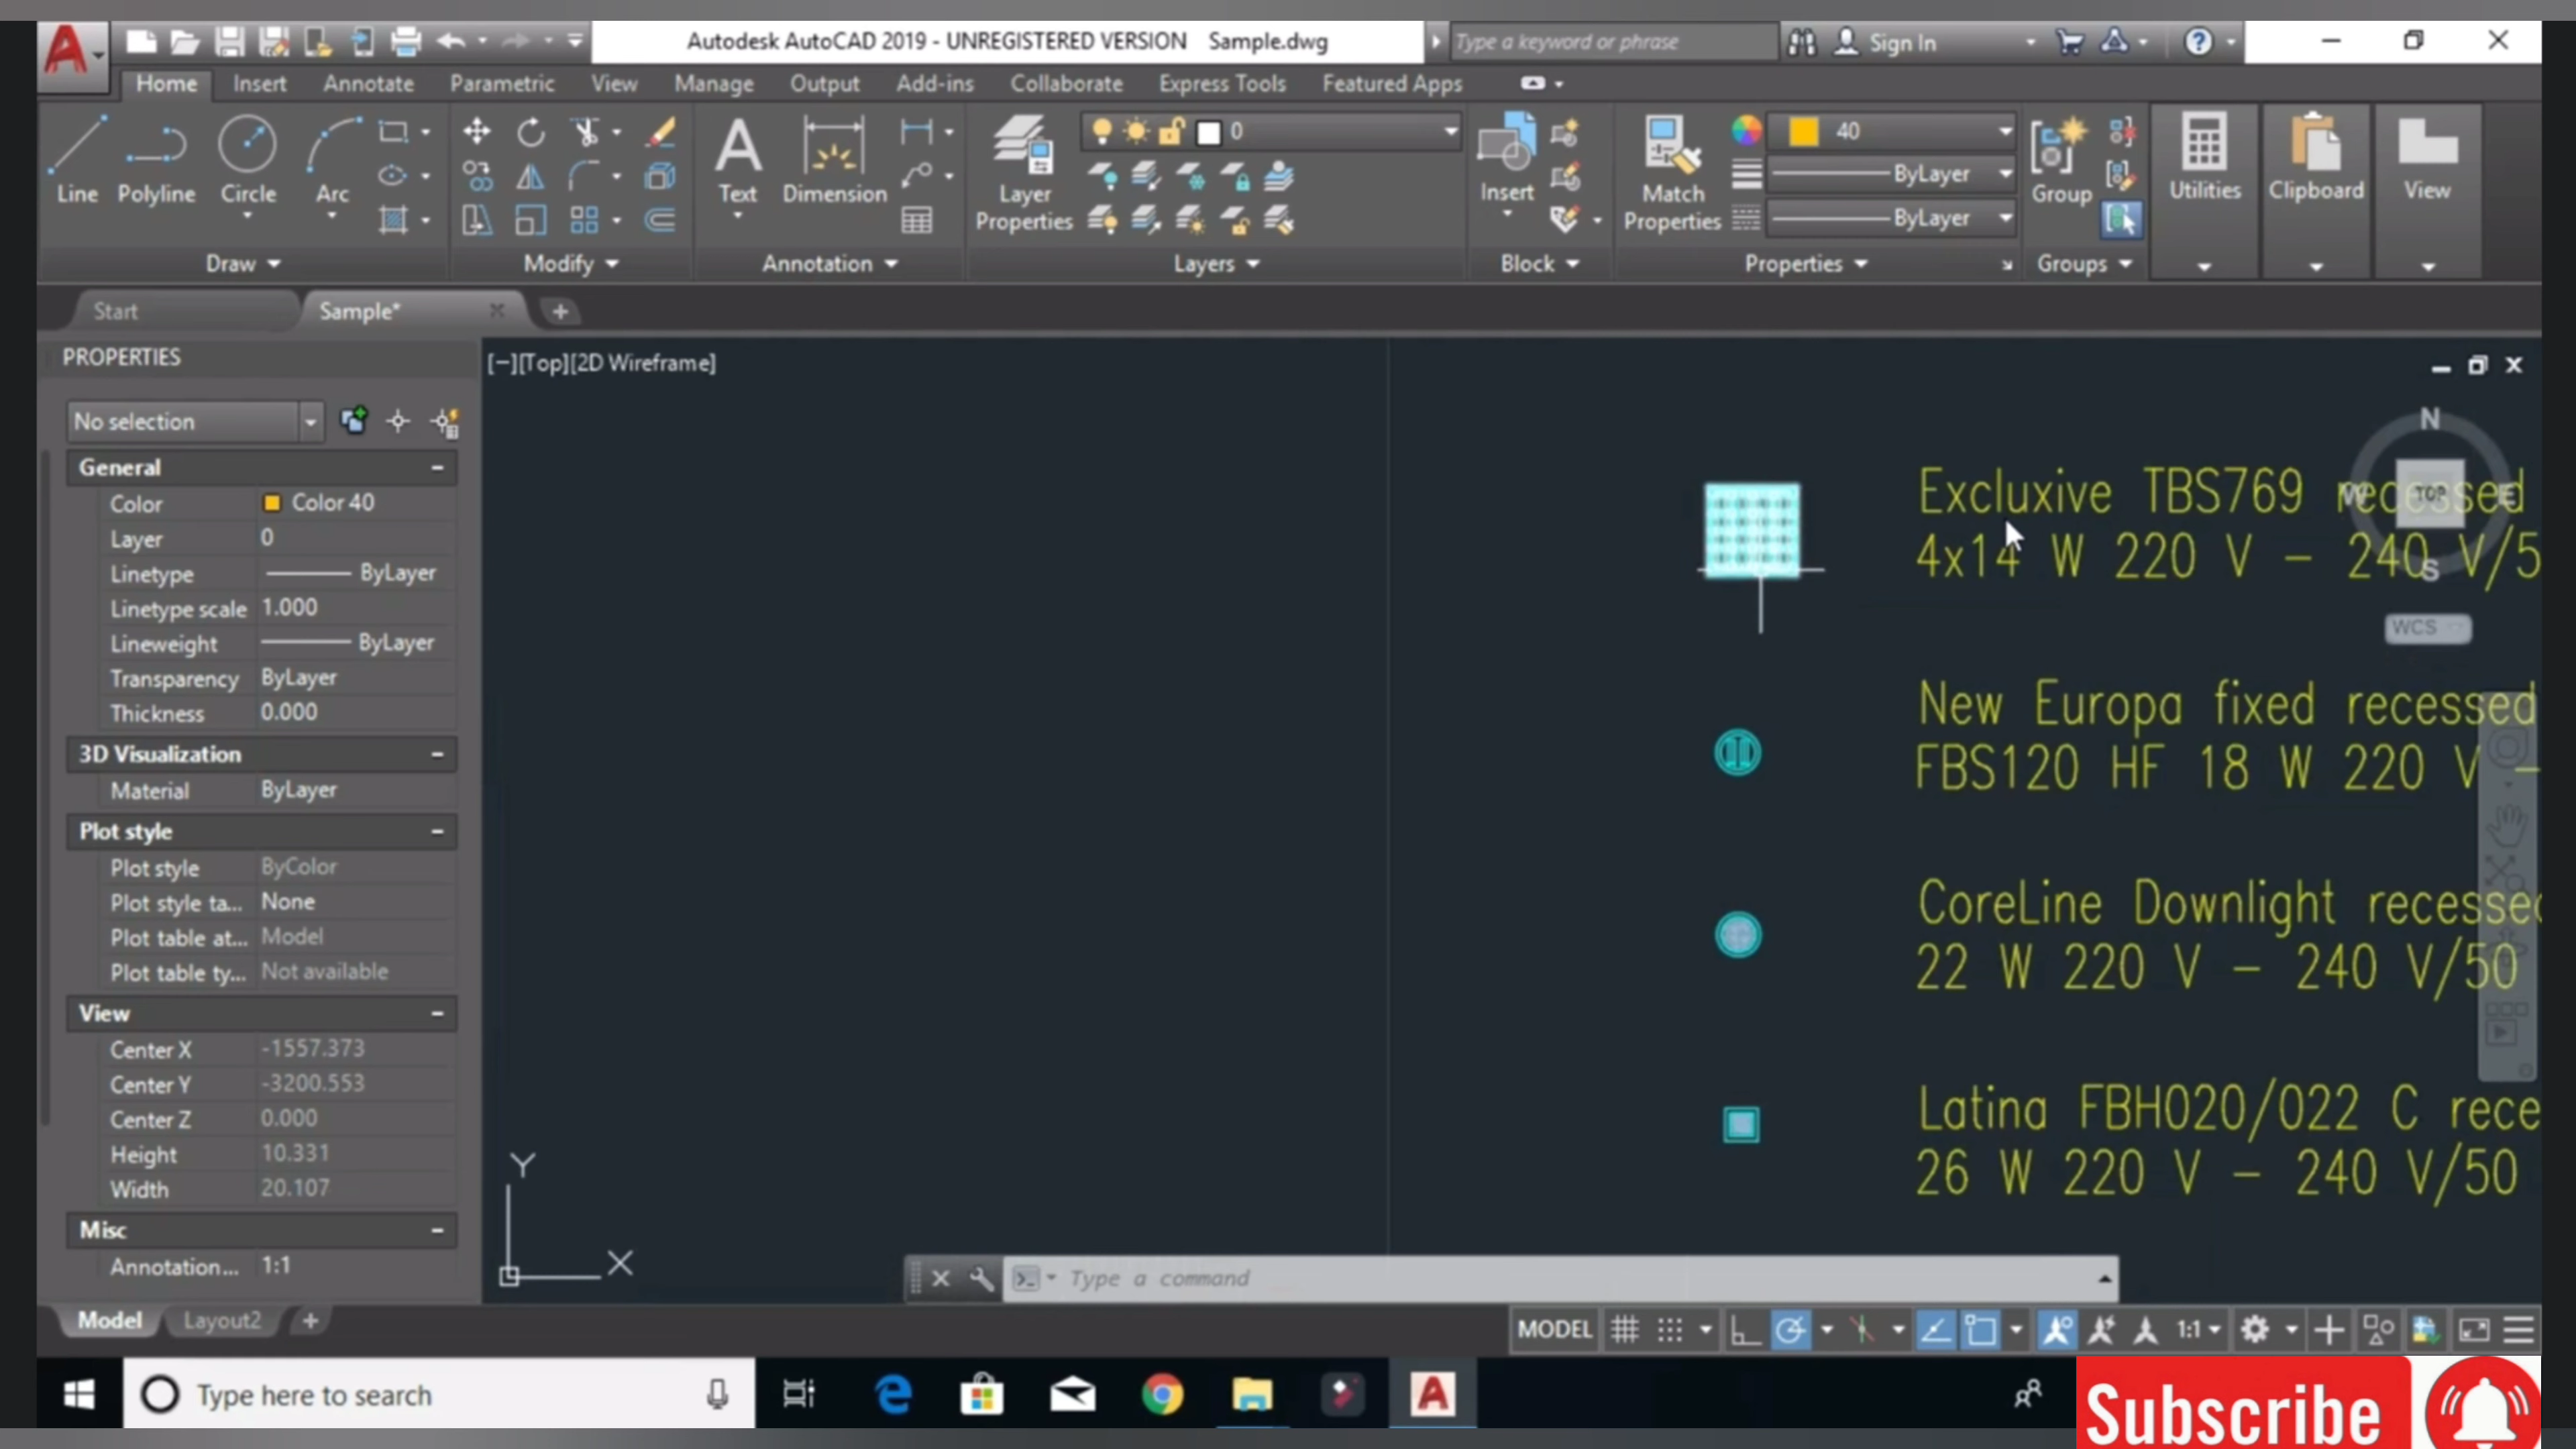 Autodesk AutoCAD 2019 - UNREGISTERED VERSION Sample.dwg
Type a keyword or phrase
Sign In
Home Insert Annotate Parametric View Manage Output Add-ins Collaborate Express Tools Featured Apps
Line Polyline Circle Arc
Text Dimension
Layer Properties
0
Insert
Match Properties
40
ByLayer
ByLayer
Group
Utilities
Clipboard
View
Draw Modify Annotation Layers Block Properties Groups
Start Sample*
PROPERTIES
[−][Top][2D Wireframe]
No selection
General
Color Color 40
Layer 0
Linetype ByLayer
Linetype scale 1.000
Lineweight ByLayer
Transparency ByLayer
Thickness 0.000
3D Visualization
Material ByLayer
Plot style
Plot style ByColor
Plot style ta... None
Plot table at... Model
Plot table ty... Not available
View
Center X -1557.373
Center Y -3200.553
Center Z 0.000
Height 10.331
Width 20.107
Misc
Annotation... 1:1
N
W TOP E
S
WCS
Excluxive TBS769 recessed
4x14 W 220 V - 240 V/5
New Europa fixed recessed
FBS120 HF 18 W 220 V -
CoreLine Downlight recessed
22 W 220 V - 240 V/50
Latina FBH020/022 C rece
26 W 220 V - 240 V/50
Y
X
Type a command
Model Layout2
MODEL 1:1
Type here to search
Subscribe